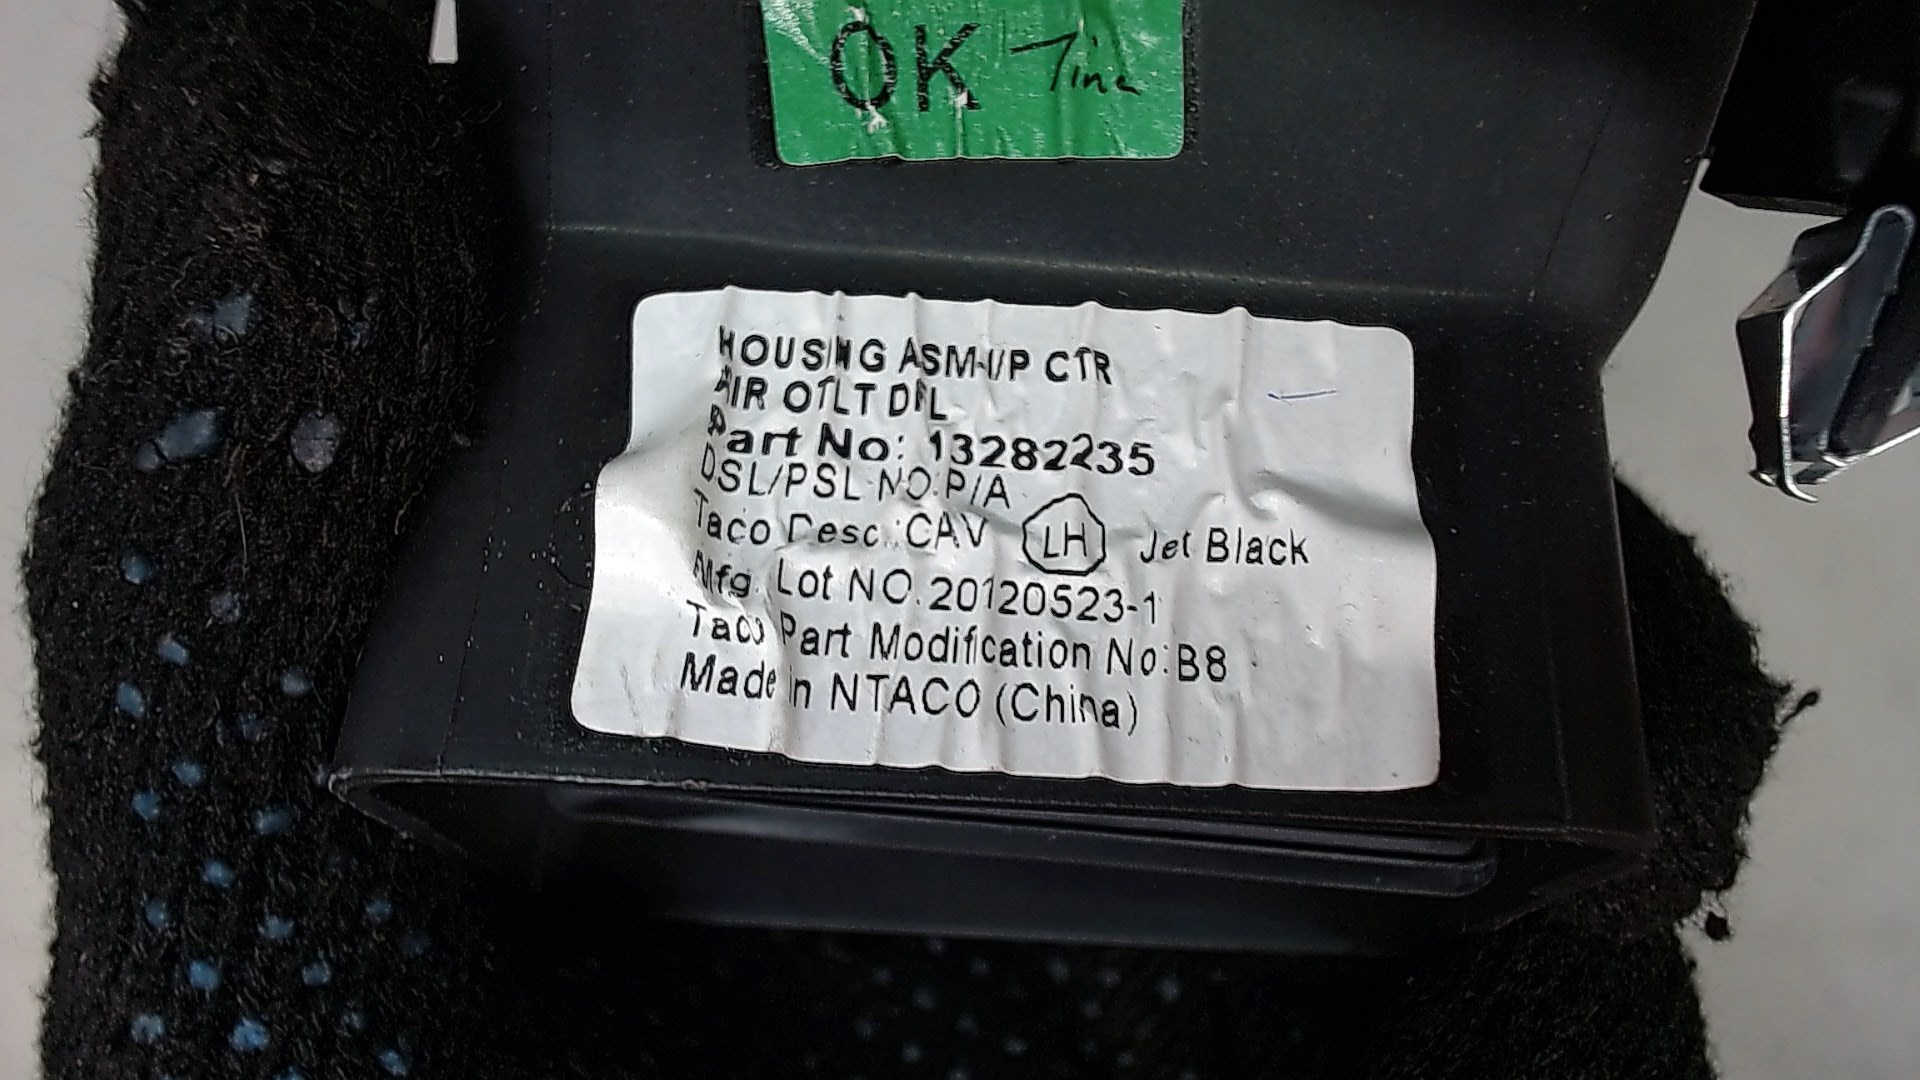 OK Tina
HOUSING ASM-I/P CTR
AIR OTLT DFL
Part No: 13282235
DSL/PSL NO:P/A
Taco Desc.:CAV LH Jet Black
Mfg. Lot NO.20120523-1
Taco Part Modification No:B8
Made in NTACO (China)